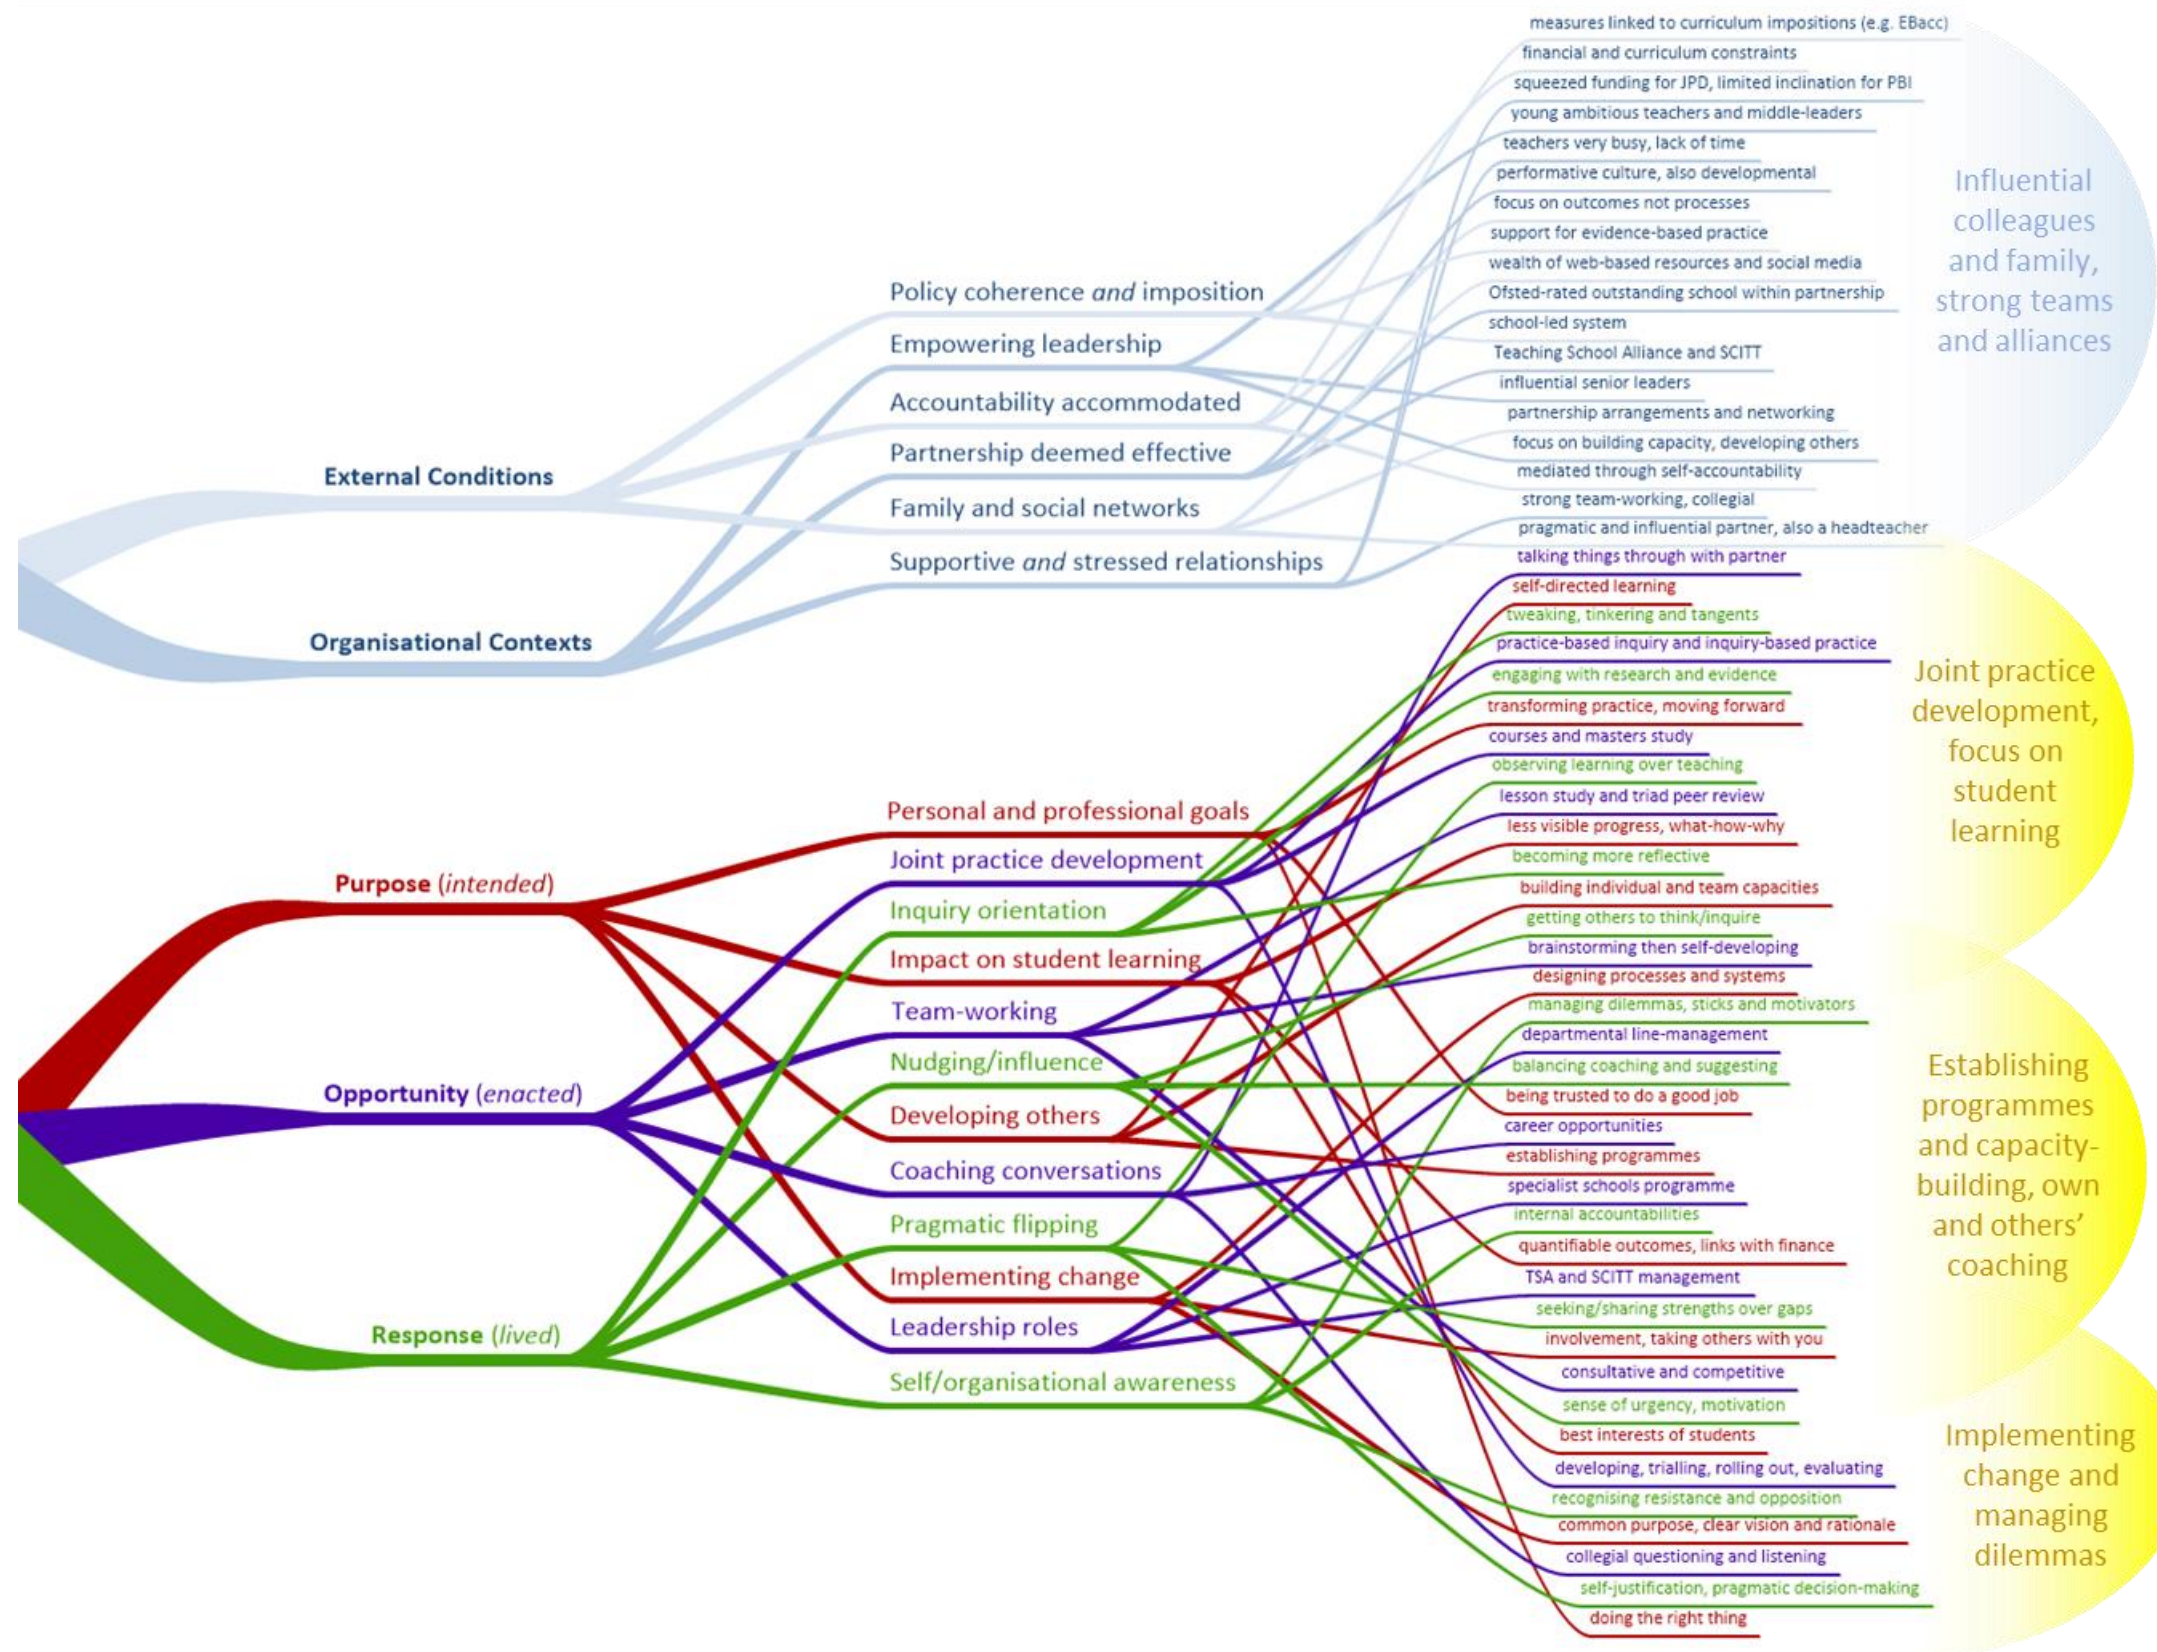 External Conditions
Organisational Contexts
Purpose (intended)
Opportunity (enacted)
Response (lived)
Policy coherence and imposition
Empowering leadership
Accountability accommodated
Partnership deemed effective
Family and social networks
Supportive and stressed relationships
Personal and professional goals
Joint practice development
Inquiry orientation
Impact on student learning
Team-working
Nudging/influence
Developing others
Coaching conversations
Pragmatic flipping
Implementing change
Leadership roles
Self/organisational awareness
measures linked to curriculum impositions (e.g. EBacc)
financial and curriculum constraints
squeezed funding for JPD, limited inclination for PBI
young ambitious teachers and middle-leaders
teachers very busy, lack of time
performative culture, also developmental
focus on outcomes not processes
support for evidence-based practice
wealth of web-based resources and social media
Ofsted-rated outstanding school within partnership
school-led system
Teaching School Alliance and SCITT
influential senior leaders
partnership arrangements and networking
focus on building capacity, developing others
mediated through self-accountability
strong team-working, collegial
pragmatic and influential partner, also a headteacher
talking things through with partner
self-directed learning
tweaking, tinkering and tangents
practice-based inquiry and inquiry-based practice
engaging with research and evidence
transforming practice, moving forward
courses and masters study
observing learning over teaching
lesson study and triad peer review
less visible progress, what-how-why
becoming more reflective
building individual and team capacities
getting others to think/inquire
brainstorming then self-developing
designing processes and systems
managing dilemmas, sticks and motivators
departmental line-management
balancing coaching and suggesting
being trusted to do a good job
career opportunities
establishing programmes
specialist schools programme
internal accountabilities
quantifiable outcomes, links with finance
TSA and SCITT management
seeking/sharing strengths over gaps
involvement, taking others with you
consultative and competitive
sense of urgency, motivation
best interests of students
developing, trialling, rolling out, evaluating
recognising resistance and opposition
common purpose, clear vision and rationale
collegial questioning and listening
self-justification, pragmatic decision-making
doing the right thing
Influential
colleagues
and family,
strong teams
and alliances
Joint practice
development,
focus on
student
learning
Establishing
programmes
and capacity-
building, own
and others’
coaching
Implementing
change and
managing
dilemmas